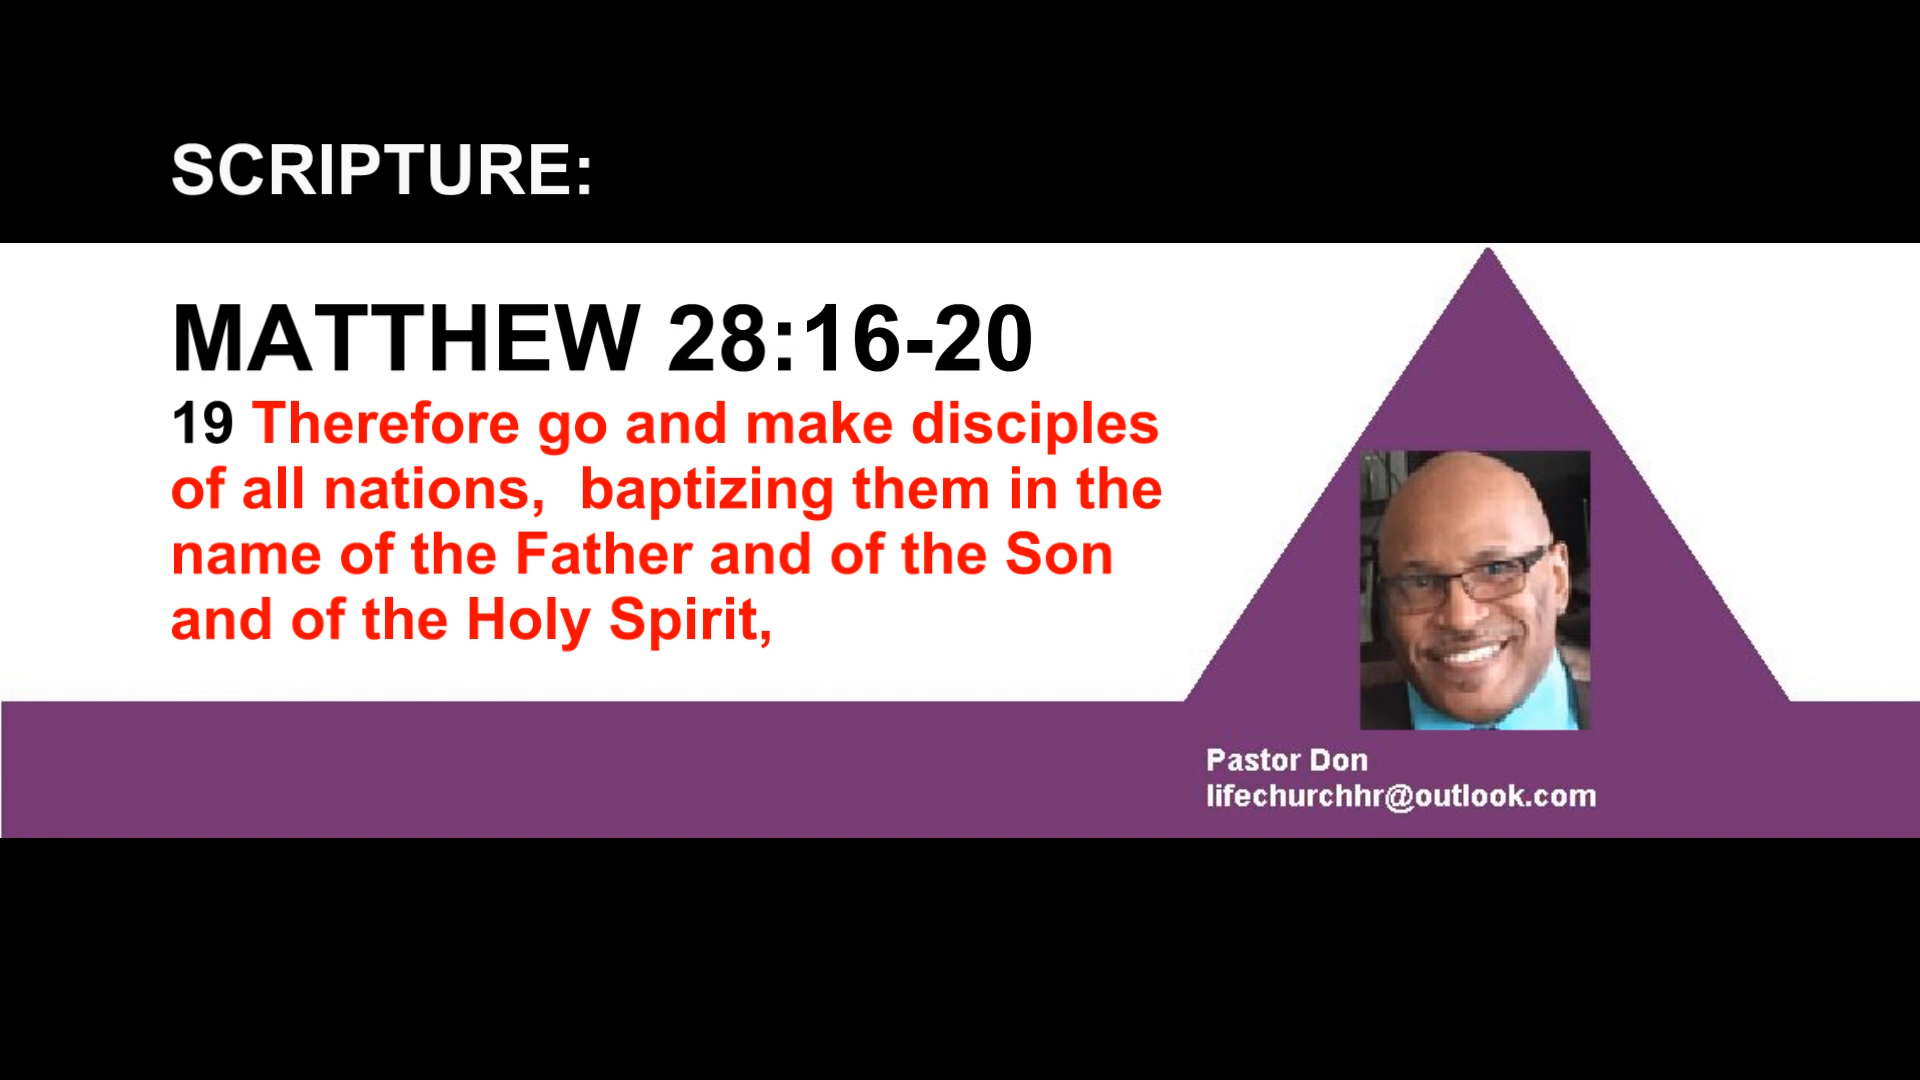 SCRIPTURE:
MATTHEW 28:16-20
19 Therefore go and make disciples
of all nations,  baptizing them in the
name of the Father and of the Son
and of the Holy Spirit,
Pastor Don
lifechurchhr@outlook.com